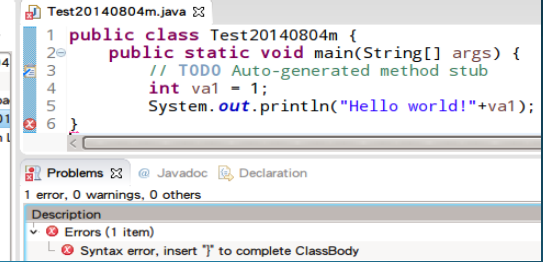 Test20140804m.java
1 public class Test20140804m {
2 public static void main(String[] args) {
3 // TODO Auto-generated method stub
4 int va1 = 1;
5 System.out.println("Hello world!"+va1);
6 }
Problems @ Javadoc Declaration
1 error, 0 warnings, 0 others
Description
Errors (1 item)
Syntax error, insert "}" to complete ClassBody